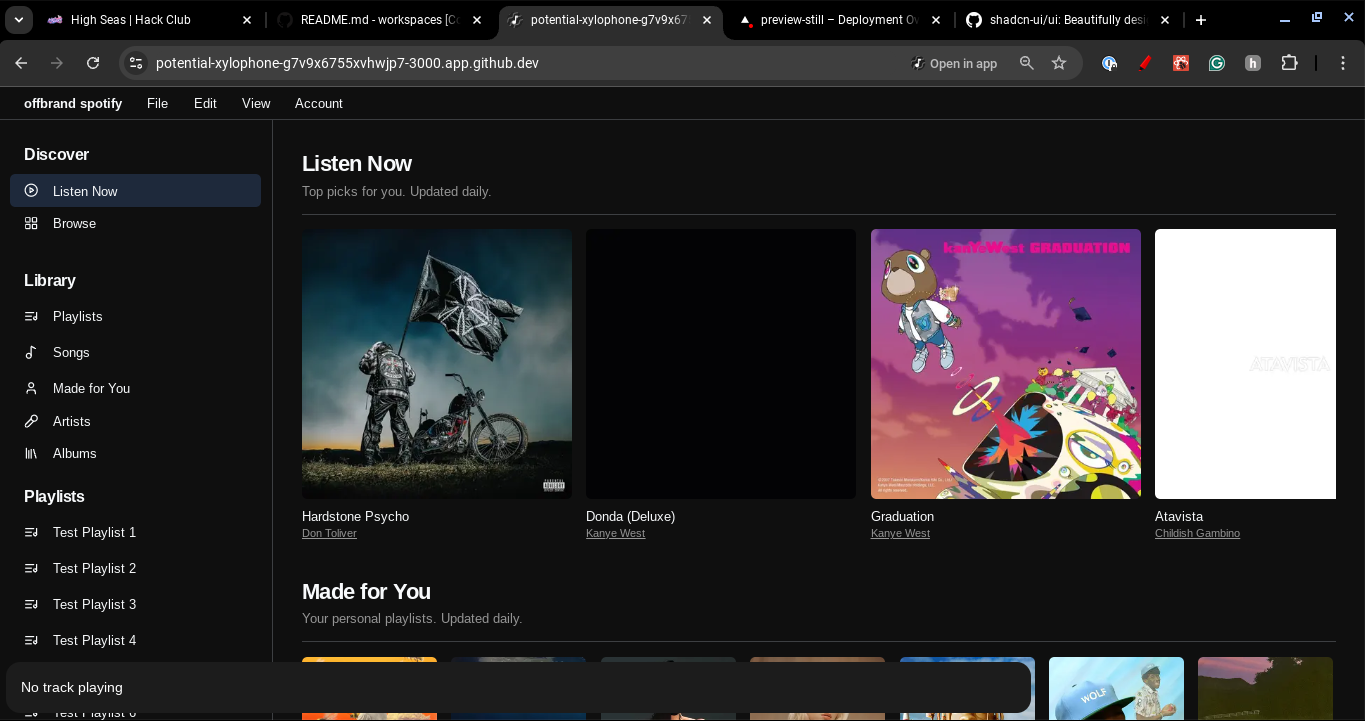 High Seas | Hack Club
README.md - workspaces [Co
potential-xylophone-g7v9x67
preview-still – Deployment Ov
shadcn-ui/ui: Beautifully desi
potential-xylophone-g7v9x6755xvhwjp7-3000.app.github.dev
Open in app
offbrand spotify
File
Edit
View
Account
Discover
Listen Now
Browse
Library
Playlists
Songs
Made for You
Artists
Albums
Playlists
Test Playlist 1
Test Playlist 2
Test Playlist 3
Test Playlist 4
Test Playlist 6
Listen Now
Top picks for you. Updated daily.
kanYe West GRADUATION
ATAVISTA
Hardstone Psycho
Don Toliver
Donda (Deluxe)
Kanye West
Graduation
Kanye West
Atavista
Childish Gambino
Made for You
Your personal playlists. Updated daily.
WOLF
No track playing